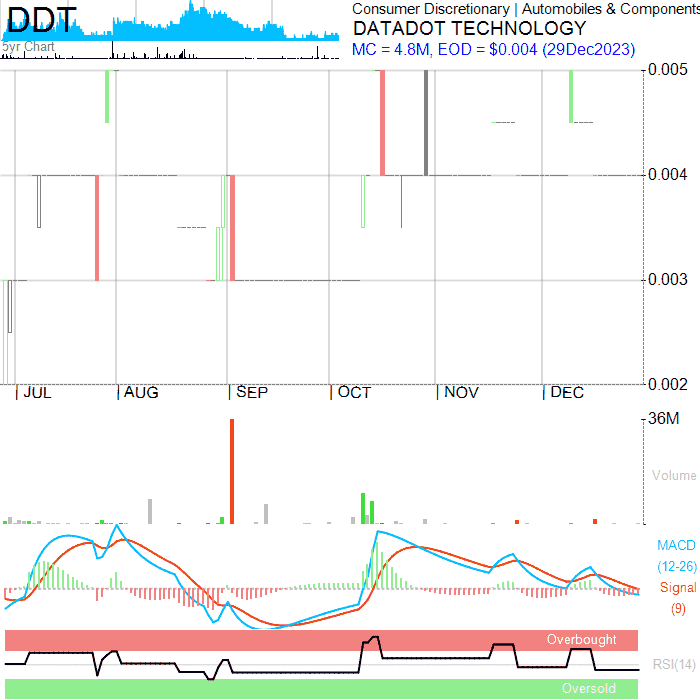 DDT
5yr Chart
Consumer Discretionary | Automobiles & Components
DATADOT TECHNOLOGY
MC = 4.8M, EOD = $0.004 (29Dec2023)
0.005
0.004
0.003
0.002
JUL
AUG
SEP
OCT
NOV
DEC
36M
Volume
MACD
(12-26)
Signal
(9)
Overbought
RSI(14)
Oversold